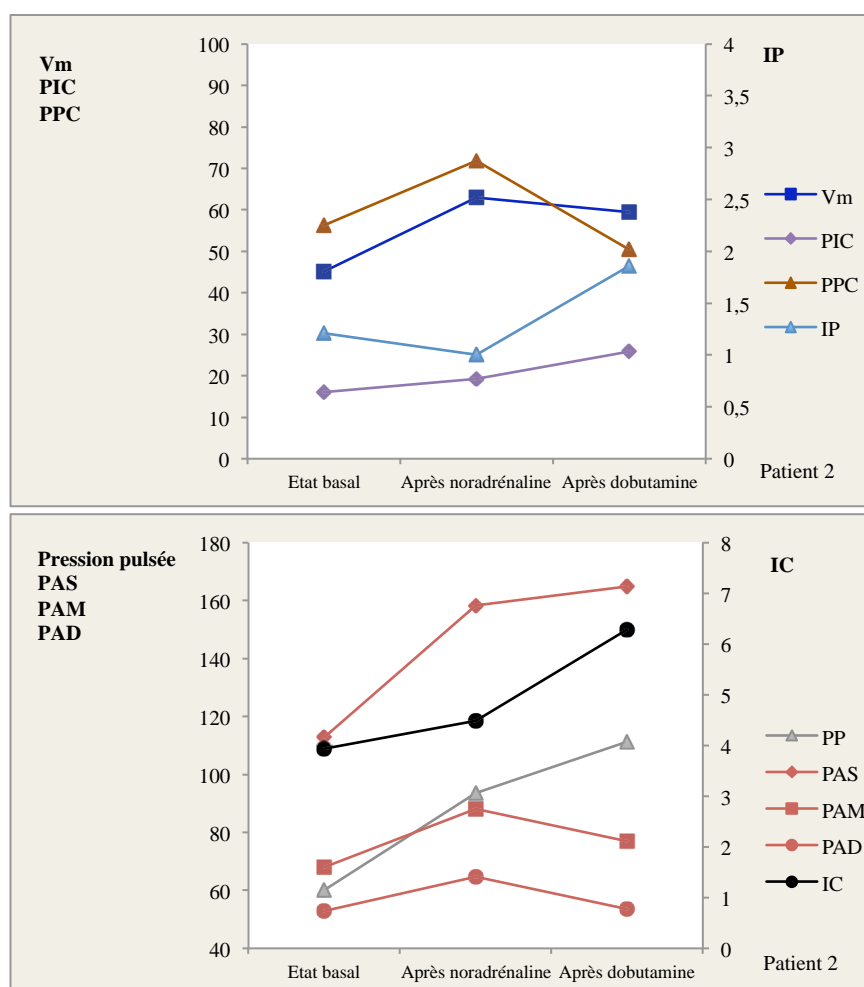 Vm
PIC
PPC
IP
100
90
80
70
60
50
40
30
20
10
0
4
3,5
3
2,5
2
1,5
1
0,5
0
Vm
PIC
PPC
IP
Etat basal
Après noradrénaline
Après dobutamine
Patient 2
Pression pulsée
PAS
PAM
PAD
IC
180
160
140
120
100
80
60
40
8
7
6
5
4
3
2
1
0
PP
PAS
PAM
PAD
IC
Etat basal
Après noradrénaline
Après dobutamine
Patient 2